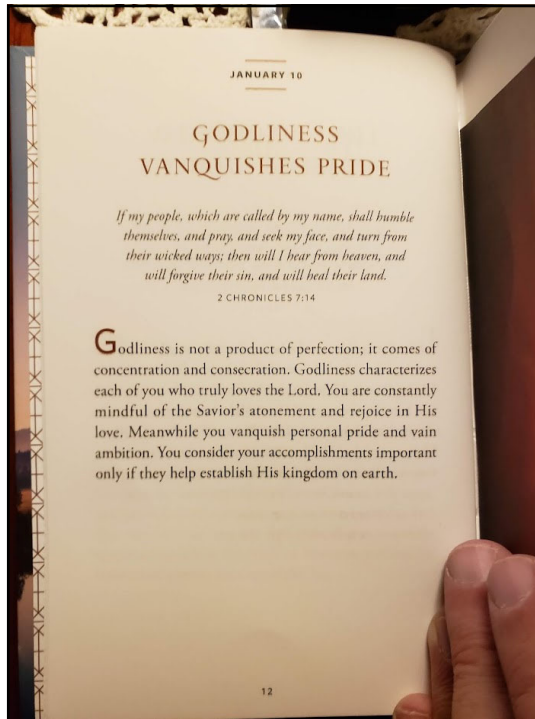 JANUARY 10
GODLINESS
VANQUISHES PRIDE
If my people, which are called by my name, shall humble
themselves, and pray, and seek my face, and turn from
their wicked ways; then will I hear from heaven, and
will forgive their sin, and will heal their land.
2 CHRONICLES 7:14
Godliness is not a product of perfection; it comes of
concentration and consecration. Godliness characterizes
each of you who truly loves the Lord. You are constantly
mindful of the Savior's atonement and rejoice in His
love. Meanwhile you vanquish personal pride and vain
ambition. You consider your accomplishments important
only if they help establish His kingdom on earth.
12